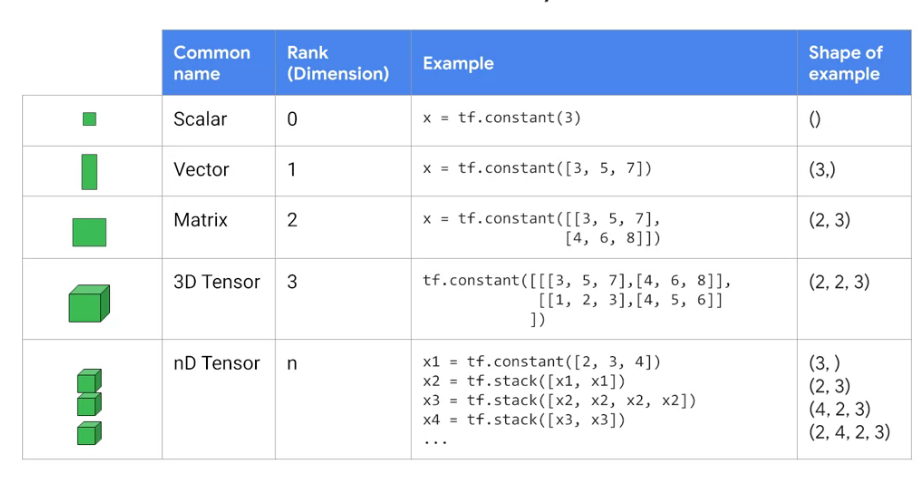 Common name
Rank (Dimension)
Example
Shape of example
Scalar
0
x = tf.constant(3)
()
Vector
1
x = tf.constant([3, 5, 7])
(3,)
Matrix
2
x = tf.constant([[3, 5, 7],
[4, 6, 8]])
(2, 3)
3D Tensor
3
tf.constant([[[3, 5, 7],[4, 6, 8]],
[[1, 2, 3],[4, 5, 6]]
])
(2, 2, 3)
nD Tensor
n
x1 = tf.constant([2, 3, 4])
x2 = tf.stack([x1, x1])
x3 = tf.stack([x2, x2, x2, x2])
x4 = tf.stack([x3, x3])
...
(3, )
(2, 3)
(4, 2, 3)
(2, 4, 2, 3)